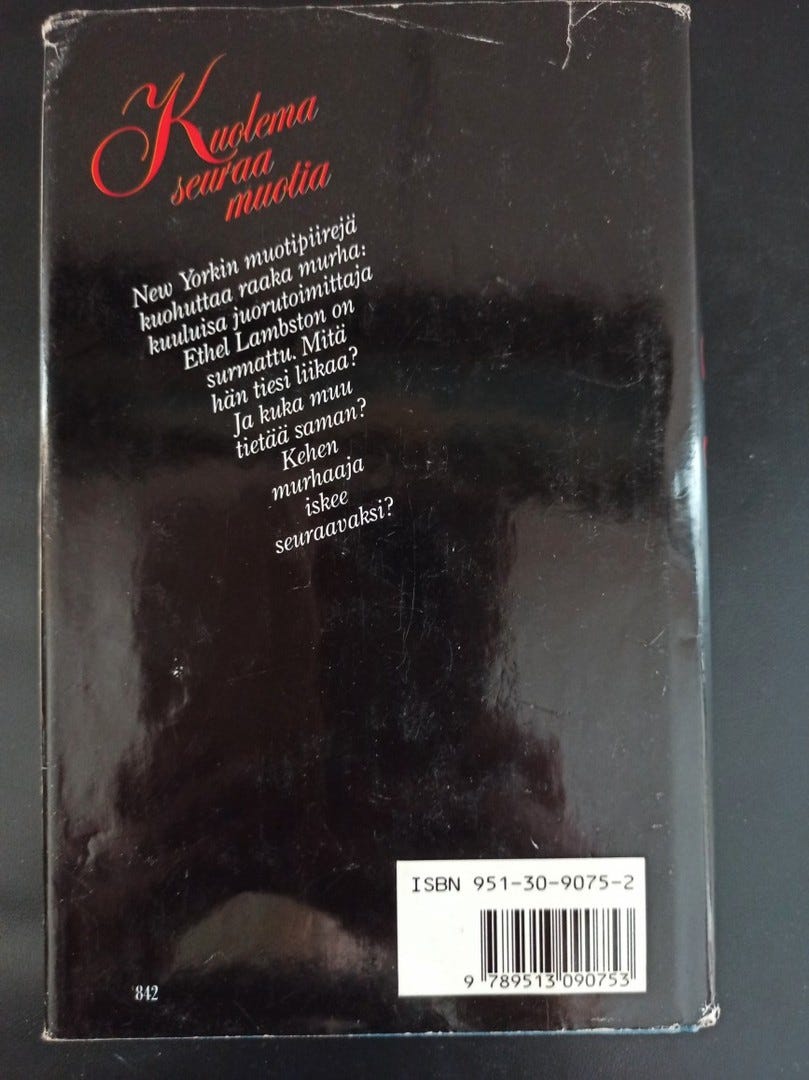 Kuolema
seuraa
muotia
New Yorkin muotipiirejä
kuohuttaa raaka murha:
kuuluisa juorutoimittaja
Ethel Lambston on
surmattu. Mitä
hän tiesi liikaa?
Ja kuka muu
tietää saman?
Kehen
murhaaja
iskee
seuraavaksi?
ISBN 951-30-9075-2
9 789513 090753
842